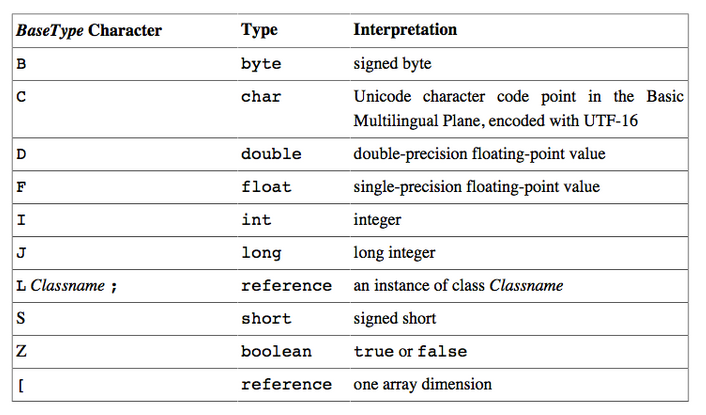 BaseType Character Type Interpretation
B byte signed byte
C char Unicode character code point in the Basic
Multilingual Plane, encoded with UTF-16
D double double-precision floating-point value
F float single-precision floating-point value
I int integer
J long long integer
L Classname ; reference an instance of class Classname
S short signed short
Z boolean true or false
[ reference one array dimension